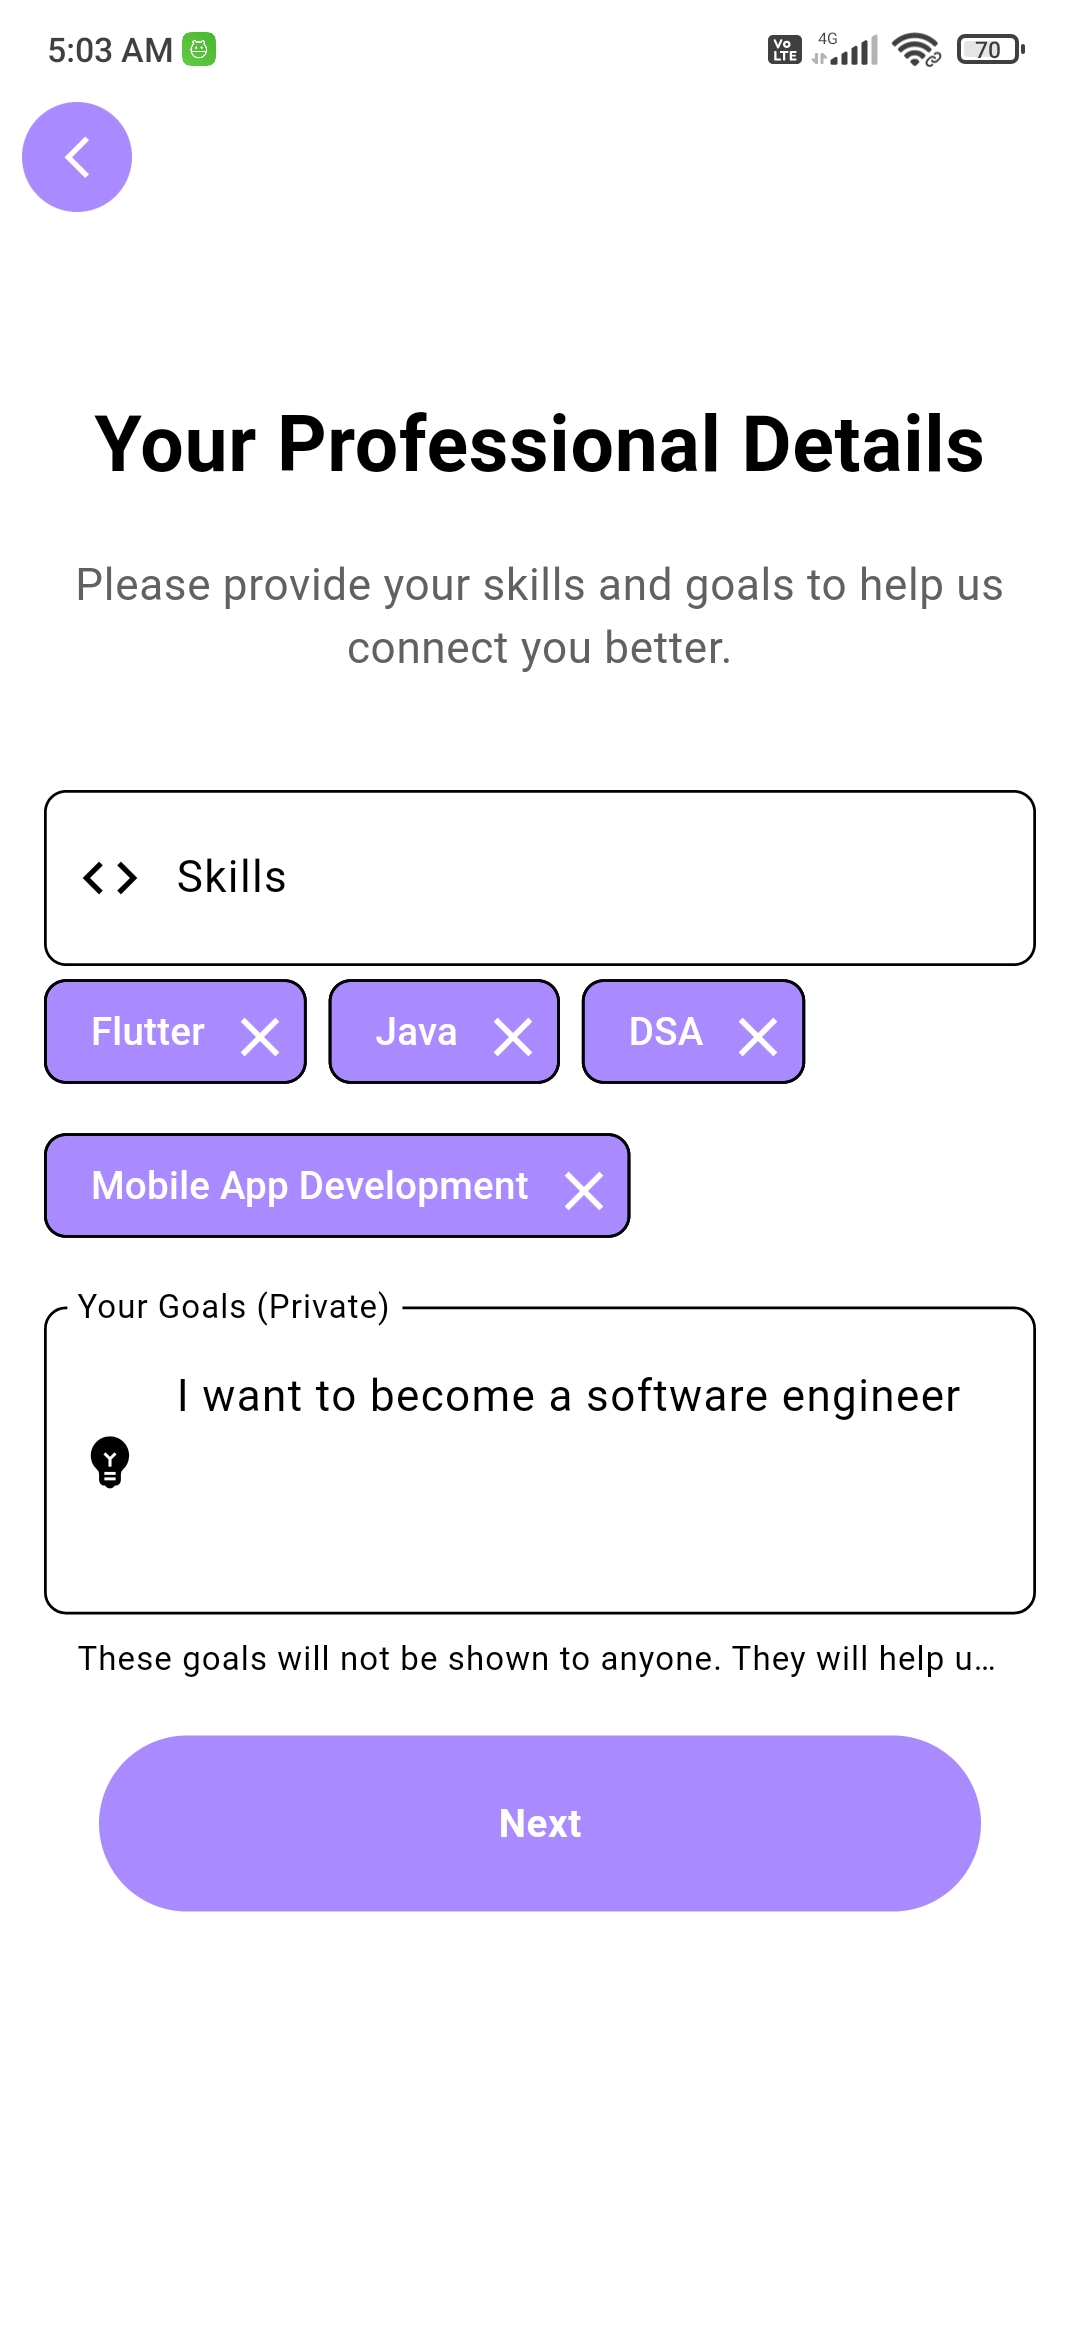 5:03 AM
Vo LTE
4G
70
Your Professional Details
Please provide your skills and goals to help us
connect you better.
Skills
Flutter
Java
DSA
Mobile App Development
Your Goals (Private)
I want to become a software engineer
These goals will not be shown to anyone. They will help u...
Next